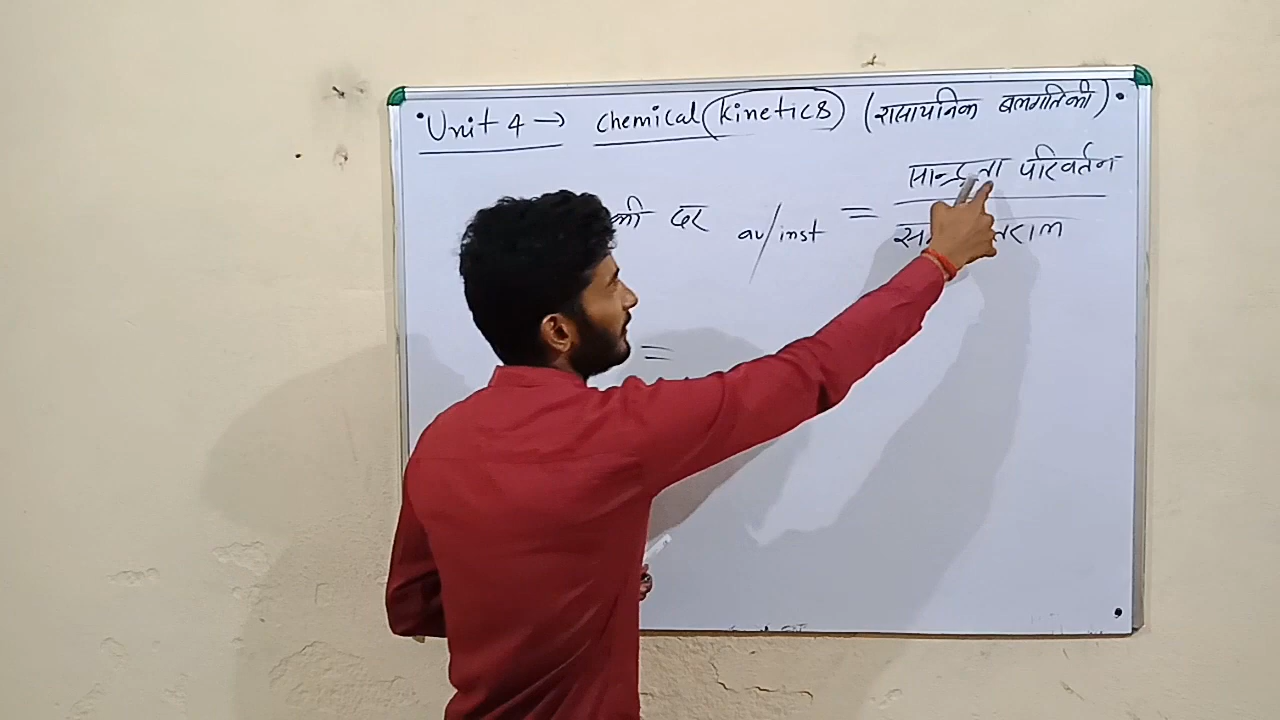 • Unit 4 → Chemical kinetics (रासायनिक बलगतिकी) •
सान्द्रता परिवर्तन
की दर av/inst =
=